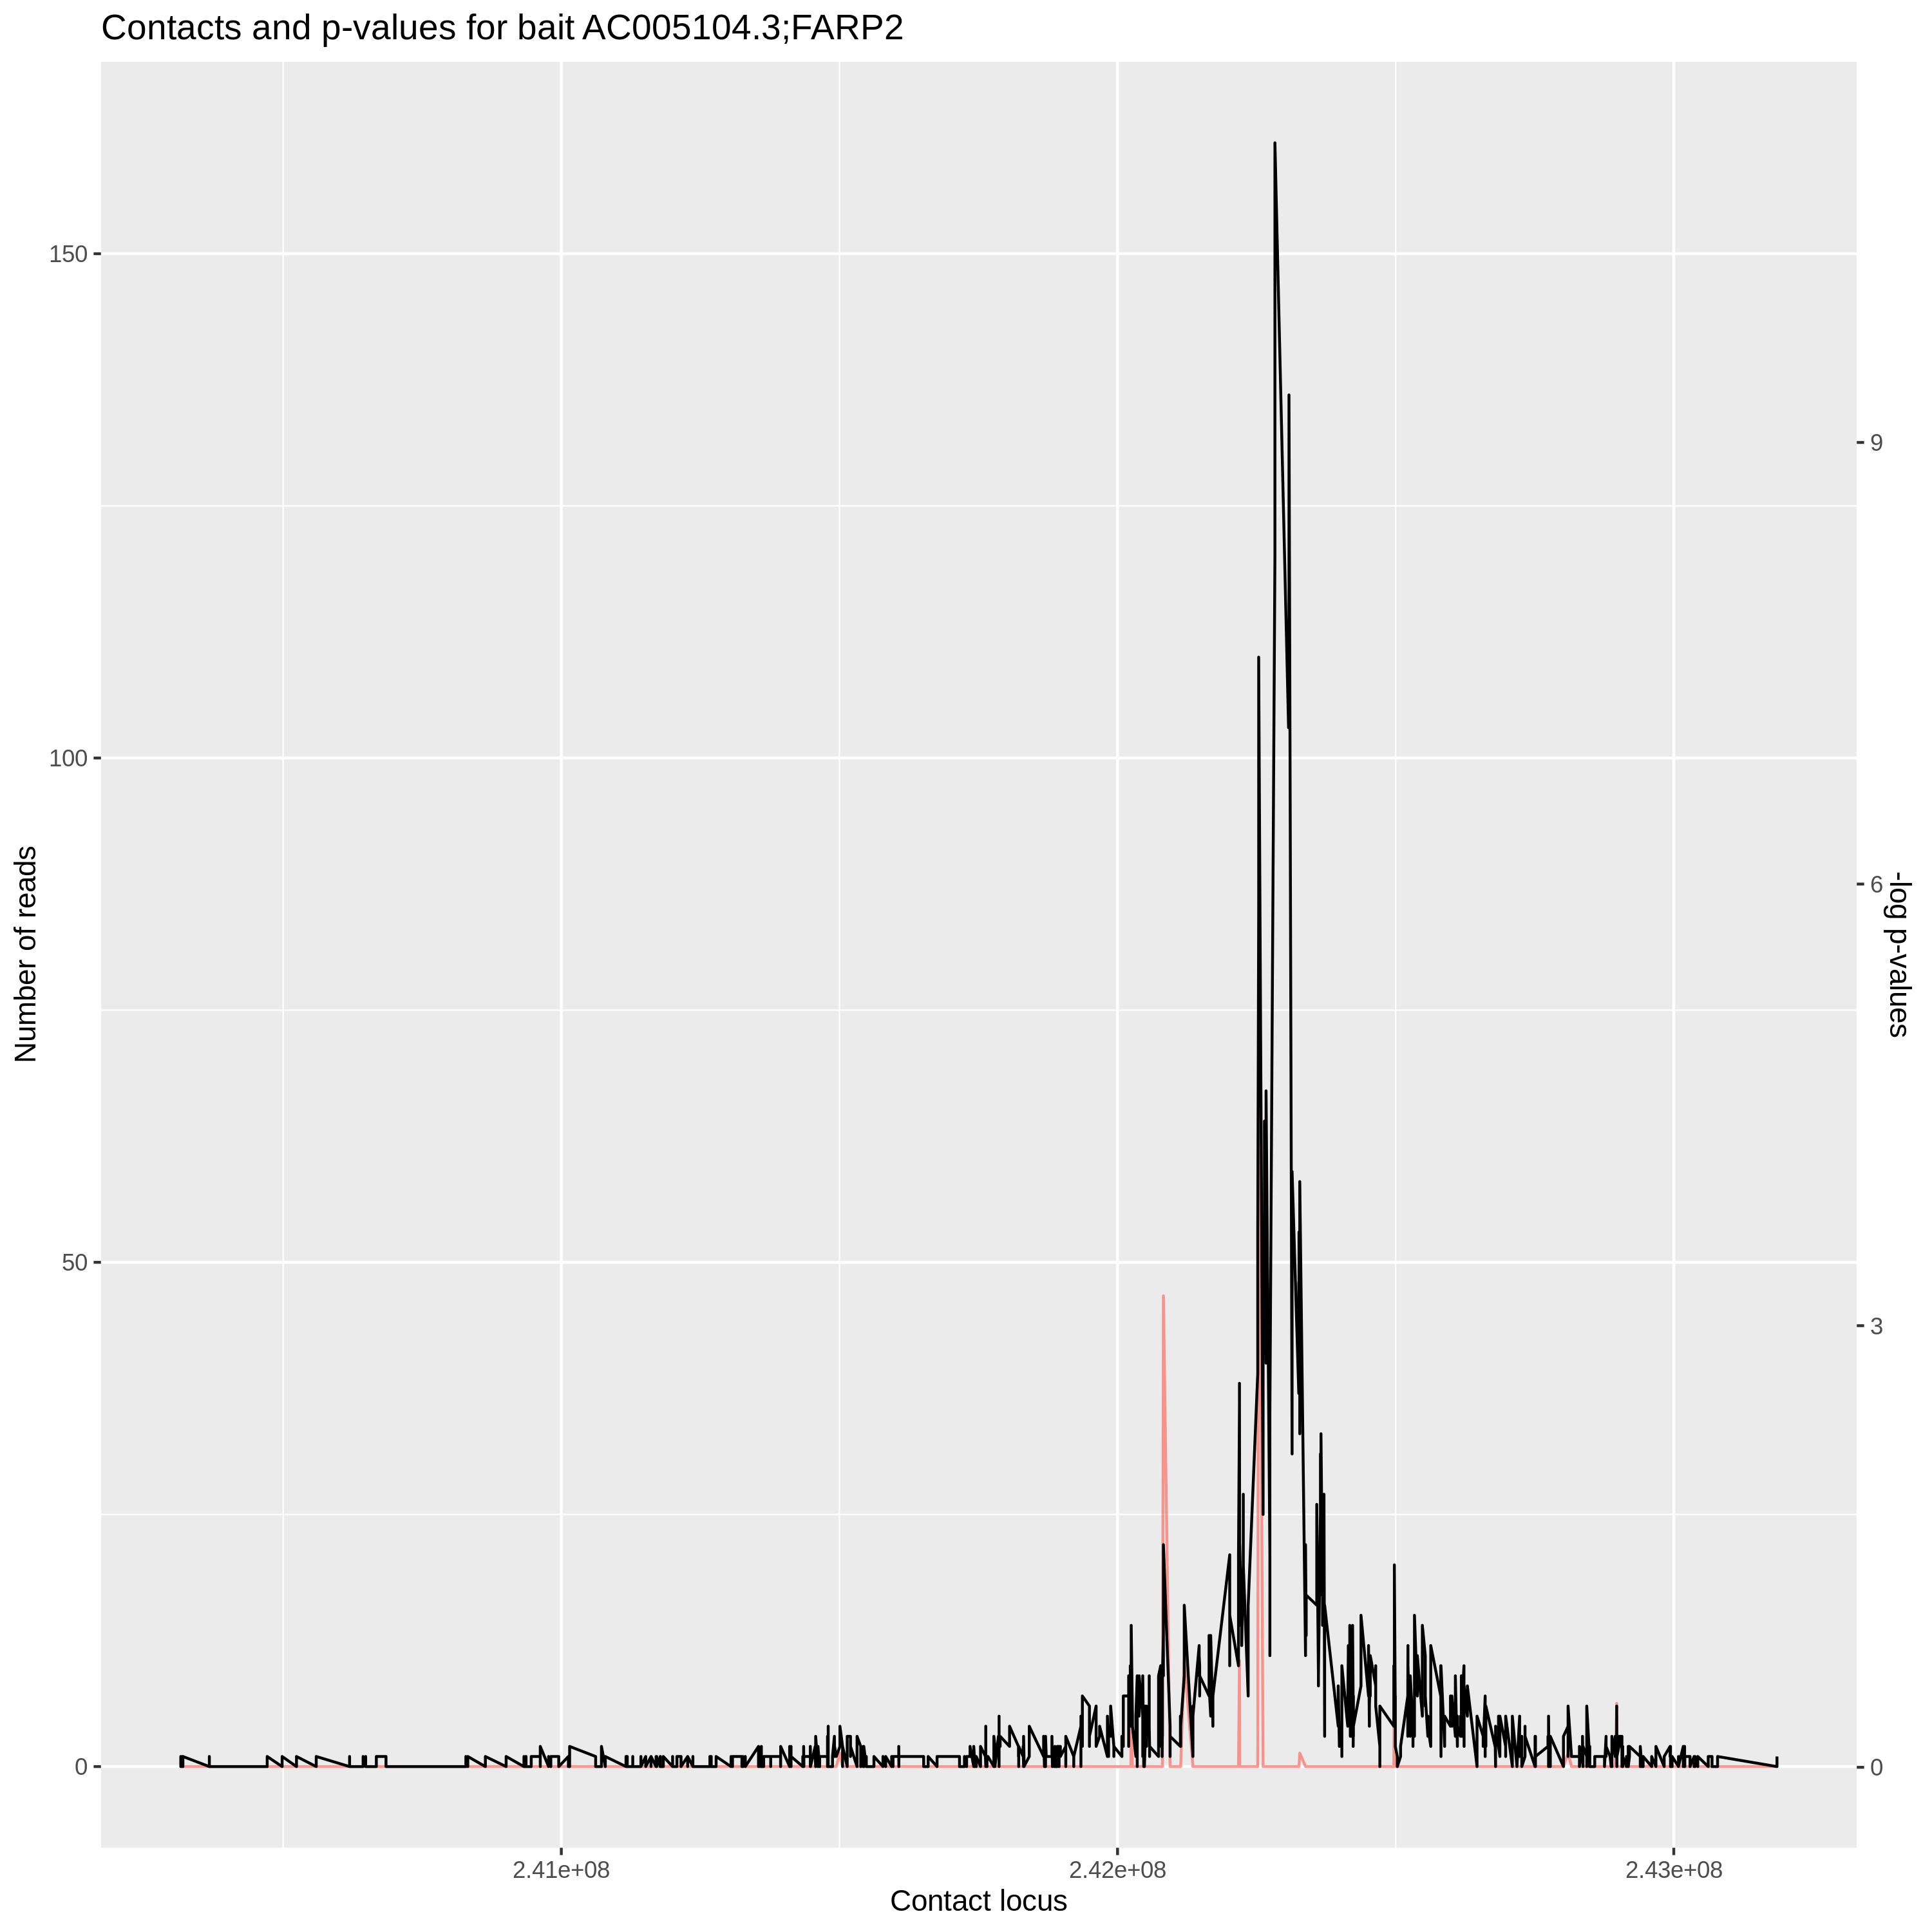 Contacts and p-values for bait AC005104.3;FARP2
150
100
50
0
Number of reads
9
6
3
0
-log p-values
2.41e+08
2.42e+08
2.43e+08
Contact locus